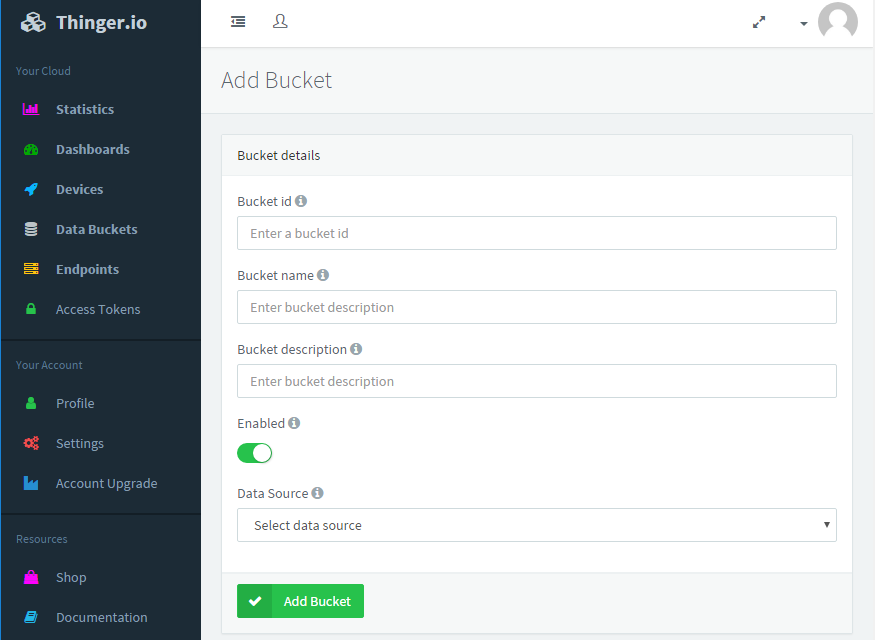 Thinger.io
Your Cloud
Statistics
Dashboards
Devices
Data Buckets
Endpoints
Access Tokens
Your Account
Profile
Settings
Account Upgrade
Resources
Shop
Documentation
Add Bucket
Bucket details
Bucket id
Enter a bucket id
Bucket name
Enter bucket description
Bucket description
Enter bucket description
Enabled
Data Source
Select data source
Add Bucket